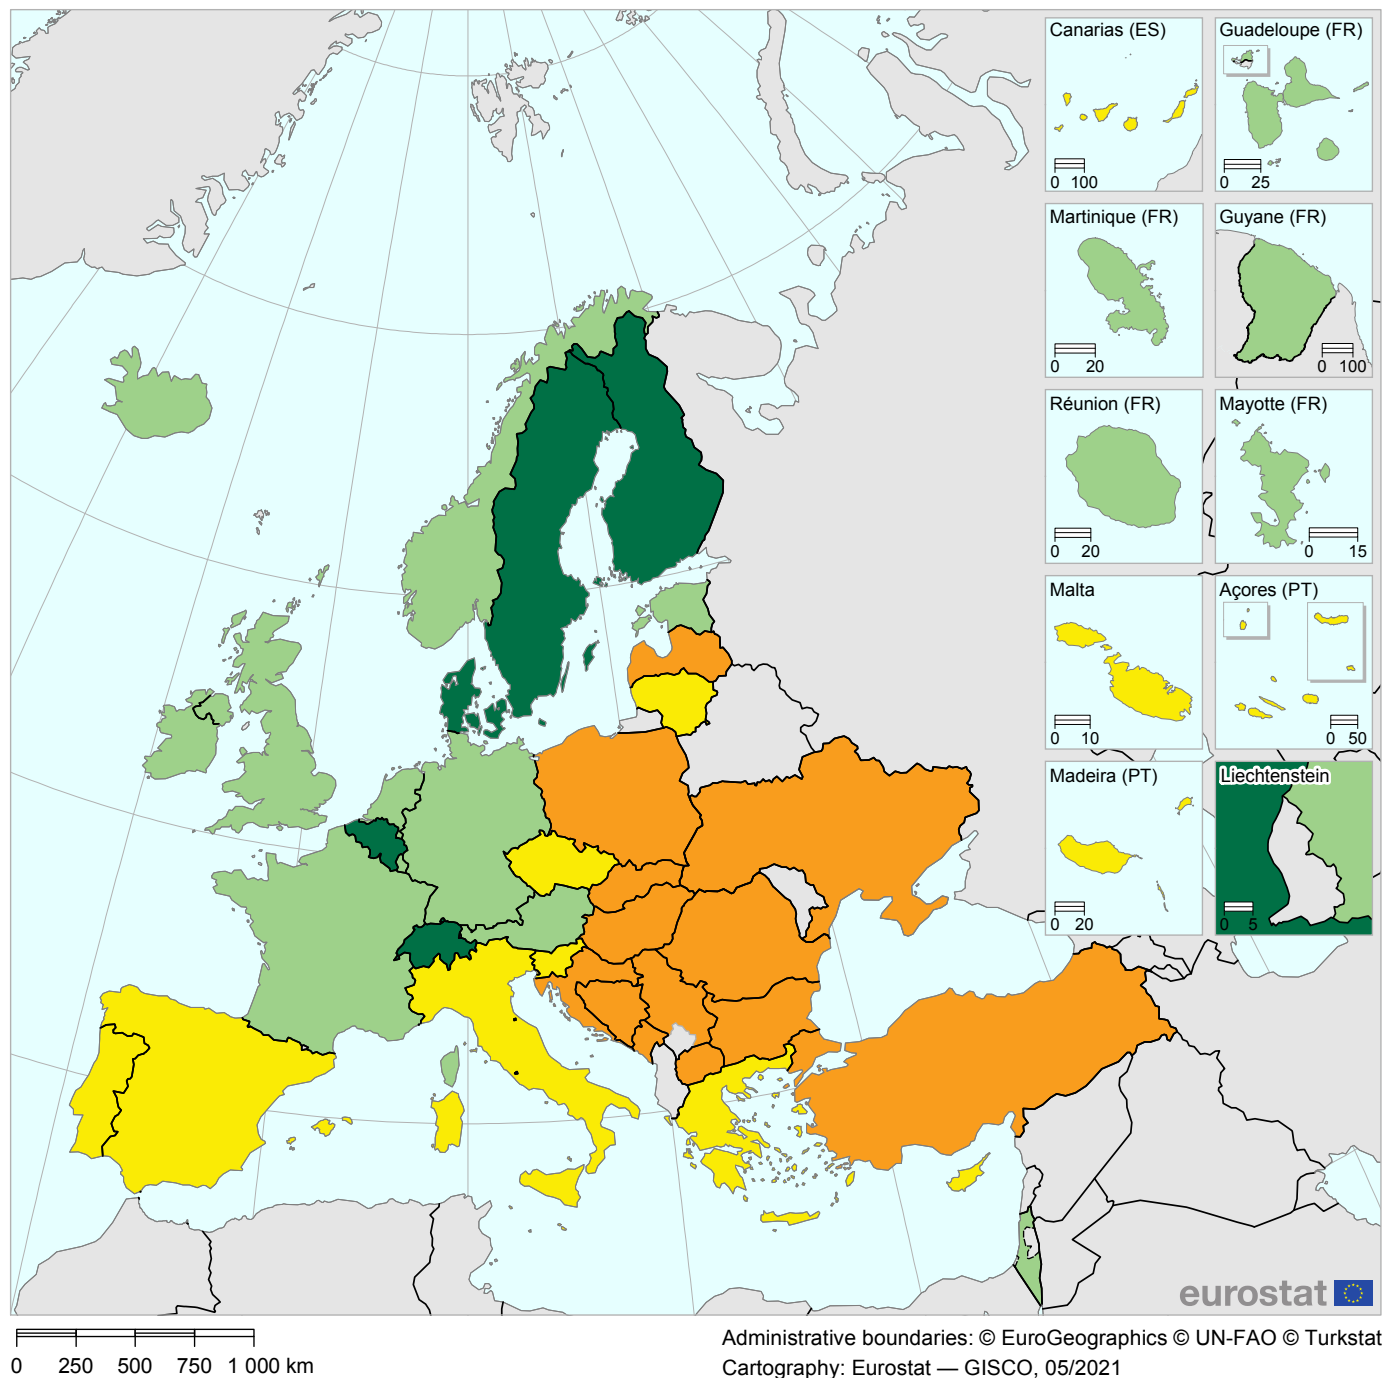 Canarias (ES)
0 100
Guadeloupe (FR)
0 25
Martinique (FR)
0 20
Guyane (FR)
0 100
Réunion (FR)
0 20
Mayotte (FR)
0 15
Malta
0 10
Açores (PT)
0 50
Madeira (PT)
0 20
Liechtenstein
0 5
eurostat
0 250 500 750 1 000 km
Administrative boundaries: © EuroGeographics © UN-FAO © Turkstat
Cartography: Eurostat — GISCO, 05/2021